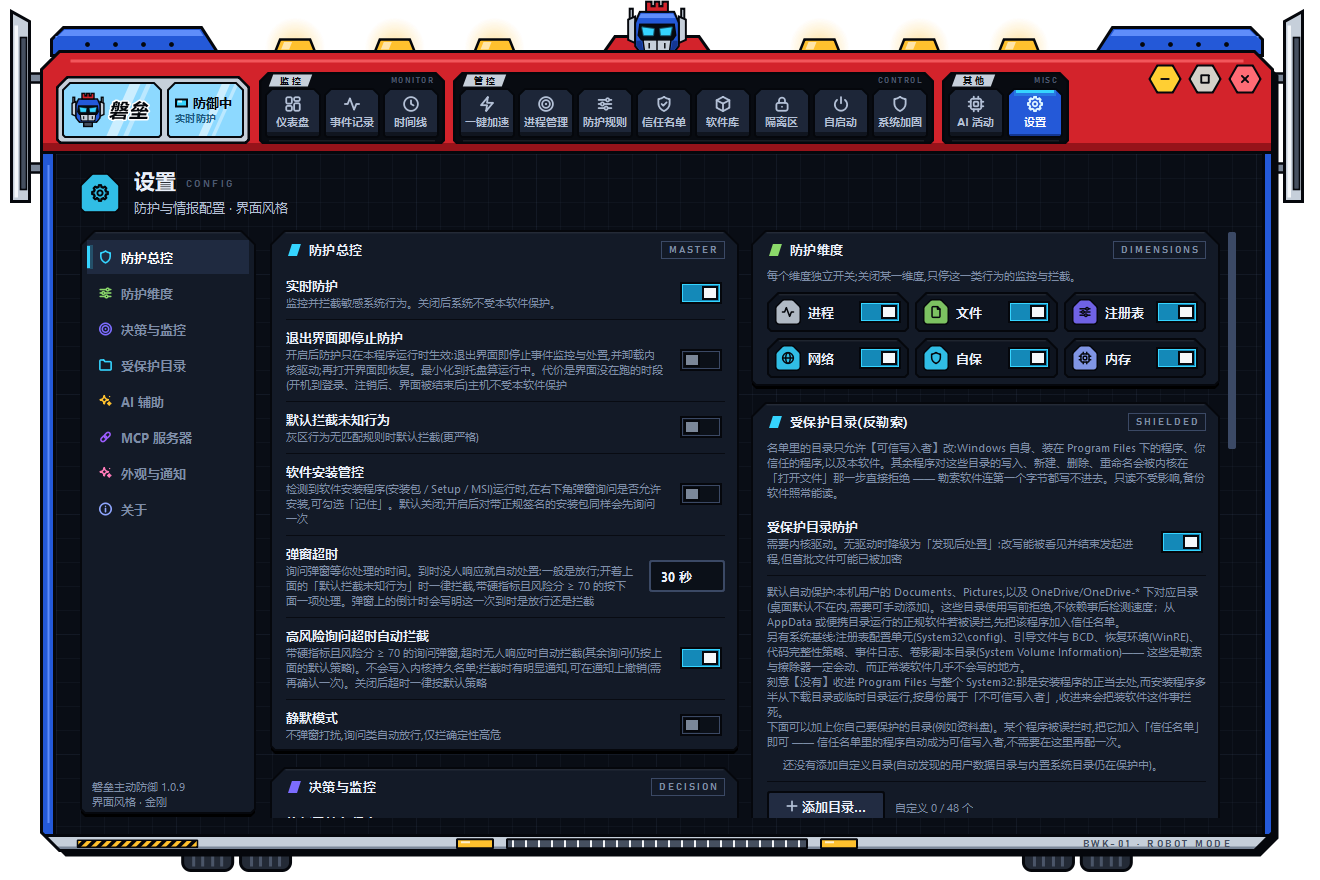 监控
MONITOR
管控
CONTROL
其他
MISC
磐垒
防御中
实时防护
仪表盘
事件记录
时间线
一键加速
进程管理
防护规则
信任名单
软件库
隔离区
自启动
系统加固
AI 活动
设置
设置 CONFIG
防护与情报配置 · 界面风格
防护总控
防护维度
决策与监控
受保护目录
AI 辅助
MCP 服务器
外观与通知
关于
磐垒主动防御 1.0.9
界面风格 · 金刚
防护总控
MASTER
实时防护
监控并拦截敏感系统行为。关闭后系统不受本软件保护。
退出界面即停止防护
开启后防护只在本程序运行时生效:退出界面即停止事件监控与处置,并卸载内
核驱动;再打开界面即恢复。最小化到托盘算运行中。代价是界面没在跑的时段
(开机到登录、注销后、界面被结束后)主机不受本软件保护
默认拦截未知行为
灰区行为无匹配规则时默认拦截(更严格)
软件安装管控
检测到软件安装程序(安装包 / Setup / MSI)运行时,在右下角弹窗询问是否允许
安装,可勾选「记住」。默认关闭;开启后对带正规签名的安装包同样会先询问
一次
弹窗超时
询问弹窗等你处理的时间。到时没人响应就自动处置:一般是放行;开着上
面的「默认拦截未知行为」时一律拦截,带硬指标且风险分 ≥ 70 的按下
面一项处理。弹窗上的倒计时会写明这一次到时是放行还是拦截
30 秒
高风险询问超时自动拦截
带硬指标且风险分 ≥ 70 的询问弹窗,超时无人响应时自动拦截(其余询问仍按上
面的默认策略)。不会写入内核持久名单;拦截时有明显通知,可在通知上撤销(需
再确认一次)。关闭后超时一律按默认策略
静默模式
不弹窗打扰,询问类自动放行,仅拦确定性高危
决策与监控
DECISION
防护维度
DIMENSIONS
每个维度独立开关;关闭某一维度,只停这一类行为的监控与拦截。
进程
文件
注册表
网络
自保
内存
受保护目录(反勒索)
SHIELDED
名单里的目录只允许【可信写入者】改:Windows 自身、装在 Program Files 下的程序、你
信任的程序,以及本软件。其余程序对这些目录的写入、新建、删除、重命名会被内核在
「打开文件」那一步直接拒绝 —— 勒索软件连第一个字节都写不进去。只读不受影响,备份
软件照常能读。
受保护目录防护
需要内核驱动。无驱动时降级为「发现后处置」:改写能被看见并结束发起进
程,但首批文件可能已被加密
默认自动保护:本机用户的 Documents、Pictures,以及 OneDrive/OneDrive-* 下对应目录
(桌面默认不在内,需要可手动添加)。这些目录使用写前拒绝,不依赖事后检测速度; 从
AppData 或便携目录运行的正规软件若被误拦,先把该程序加入信任名单。
另有系统基线:注册表配置单元(System32\config)、引导文件与 BCD、恢复环境(WinRE)、
代码完整性策略、事件日志、卷影副本目录(System Volume Information)—— 这些是勒索
与擦除器一定会动、而正常装软件几乎不会写的地方。
刻意【没有】收进 Program Files 与整个 System32:那是安装程序的正当去处,而安装程序多
半从下载目录或临时目录运行,按身份属于「不可信写入者」,收进来会把装软件这件事拦
死。
下面可以加上你自己要保护的目录(例如资料盘)。某个程序被误拦时,把它加入「信任名单」
即可 —— 信任名单里的程序自动成为可信写入者,不需要在这里再配一次。
还没有添加自定义目录(自动发现的用户数据目录与内置系统目录仍在保护中)。
+ 添加目录...
自定义 0 / 48 个
BWK-01 · ROBOT MODE